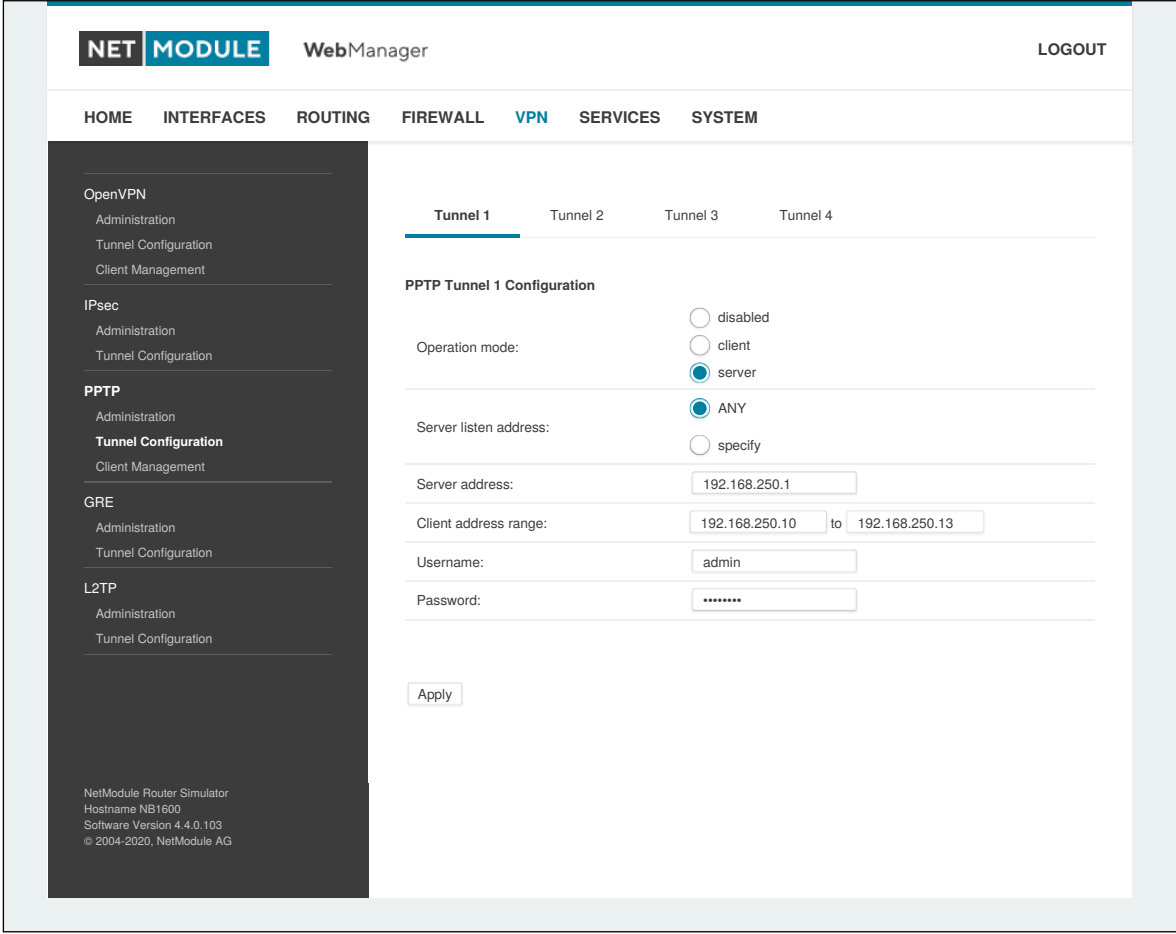 NET MODULE WebManager LOGOUT
HOME INTERFACES ROUTING FIREWALL VPN SERVICES SYSTEM
OpenVPN
Administration
Tunnel Configuration
Client Management
IPsec
Administration
Tunnel Configuration
PPTP
Administration
Tunnel Configuration
Client Management
GRE
Administration
Tunnel Configuration
L2TP
Administration
Tunnel Configuration
NetModule Router Simulator
Hostname NB1600
Software Version 4.4.0.103
© 2004-2020, NetModule AG
Tunnel 1 Tunnel 2 Tunnel 3 Tunnel 4
PPTP Tunnel 1 Configuration
Operation mode:
disabled
client
server
Server listen address:
ANY
specify
Server address: 192.168.250.1
Client address range: 192.168.250.10 to 192.168.250.13
Username: admin
Password: ••••••••
Apply